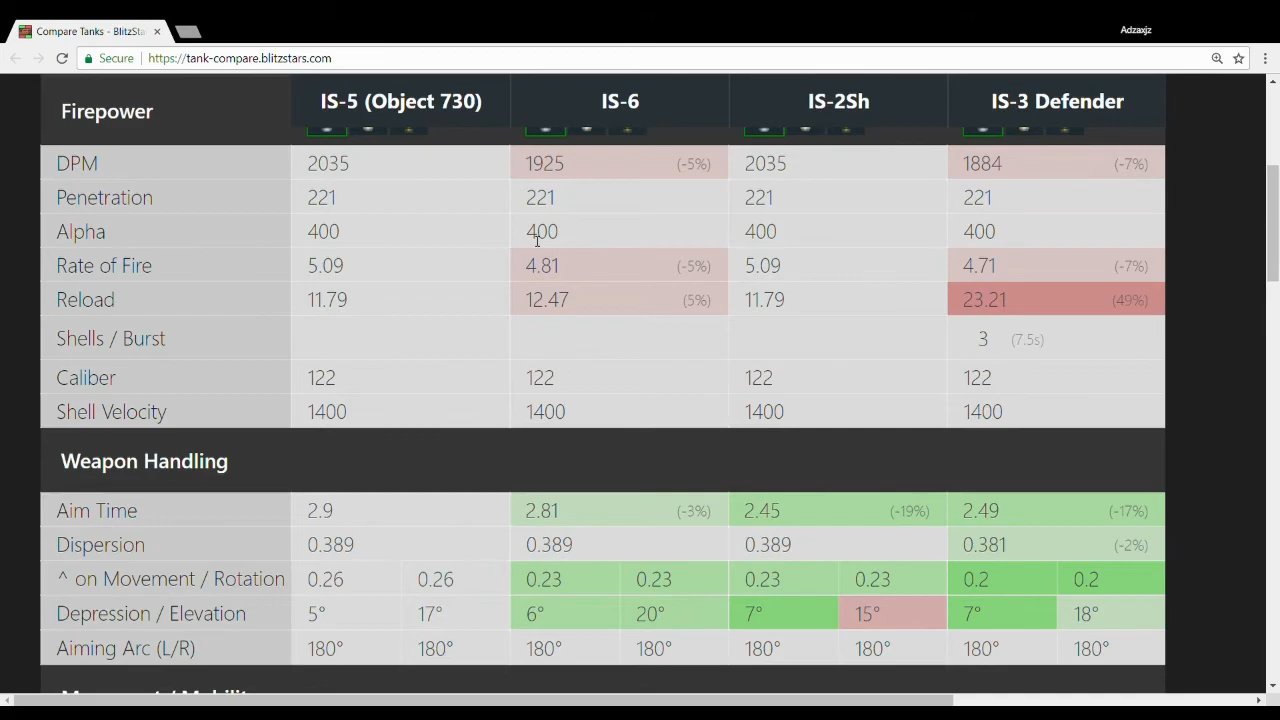 Compare Tanks - BlitzSta
Adzaxjz
Secure https://tank-compare.blitzstars.com
Firepower IS-5 (Object 730) IS-6 IS-2Sh IS-3 Defender
DPM 2035 1925 (-5%) 2035 1884 (-7%)
Penetration 221 221 221 221
Alpha 400 400 400 400
Rate of Fire 5.09 4.81 (-5%) 5.09 4.71 (-7%)
Reload 11.79 12.47 (5%) 11.79 23.21 (49%)
Shells / Burst 3 (7.5s)
Caliber 122 122 122 122
Shell Velocity 1400 1400 1400 1400
Weapon Handling
Aim Time 2.9 2.81 (-3%) 2.45 (-19%) 2.49 (-17%)
Dispersion 0.389 0.389 0.389 0.381 (-2%)
^ on Movement / Rotation 0.26 0.26 0.23 0.23 0.23 0.23 0.2 0.2
Depression / Elevation 5° 17° 6° 20° 7° 15° 7° 18°
Aiming Arc (L/R) 180° 180° 180° 180° 180° 180° 180° 180°